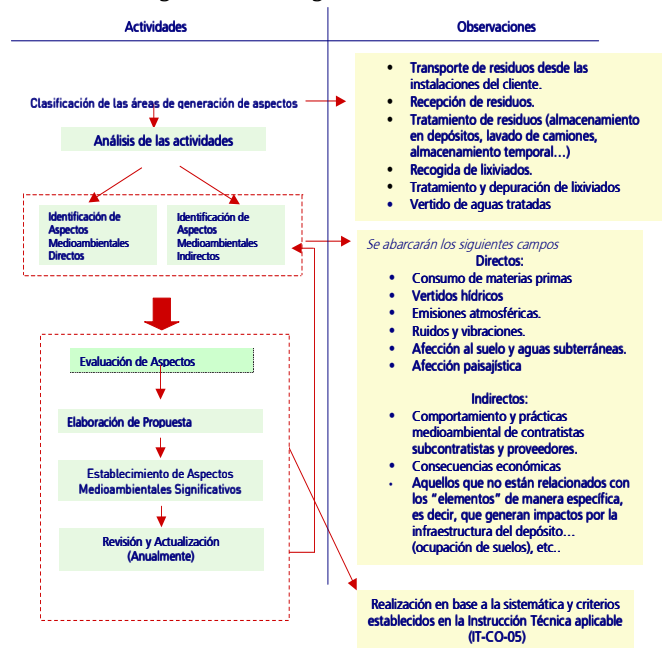 Actividades
Observaciones
Clasificación de las áreas de generación de aspectos
Análisis de las actividades
Identificación de
Aspectos
Medioambientales
Directos
Identificación de
Aspectos
Medioambientales
Indirectos
Evaluación de Aspectos
Elaboración de Propuesta
Establecimiento de Aspectos
Medioambientales Significativos
Revisión y Actualización
(Anualmente)
• Transporte de residuos desde las
instalaciones del cliente.
• Recepción de residuos.
• Tratamiento de residuos (almacenamiento
en depósitos, lavado de camiones,
almacenamiento temporal…)
• Recogida de lixiviados.
• Tratamiento y depuración de lixiviados
• Vertido de aguas tratadas
Se abarcarán los siguientes campos
Directos:
• Consumo de materias primas
• Vertidos hídricos
• Emisiones atmosféricas.
• Ruidos y vibraciones.
• Afección al suelo y aguas subterráneas.
• Afección paisajística
Indirectos:
• Comportamiento y prácticas
medioambiental de contratistas
subcontratistas y proveedores.
• Consecuencias económicas
• Aquellos que no están relacionados con
los “elementos” de manera específica,
es decir, que generan impactos por la
infraestructura del depósito…
(ocupación de suelos), etc..
Realización en base a la sistemática y criterios
establecidos en la Instrucción Técnica aplicable
(IT-CO-05)